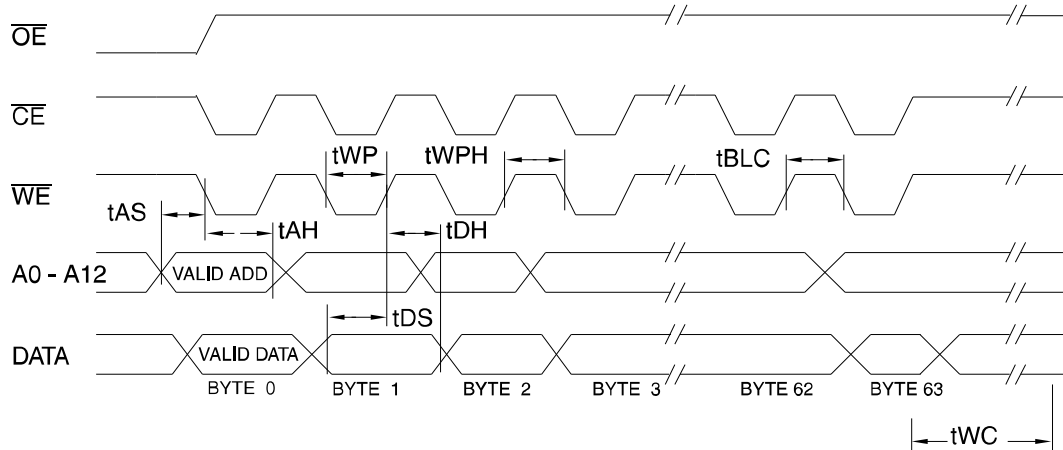 OE
CE
tWP
tWPH
tBLC
WE
tAS
tAH
tDH
A0 - A12
VALID ADD
tDS
DATA
VALID DATA
BYTE 0
BYTE 1
BYTE 2
BYTE 3
BYTE 62
BYTE 63
tWC